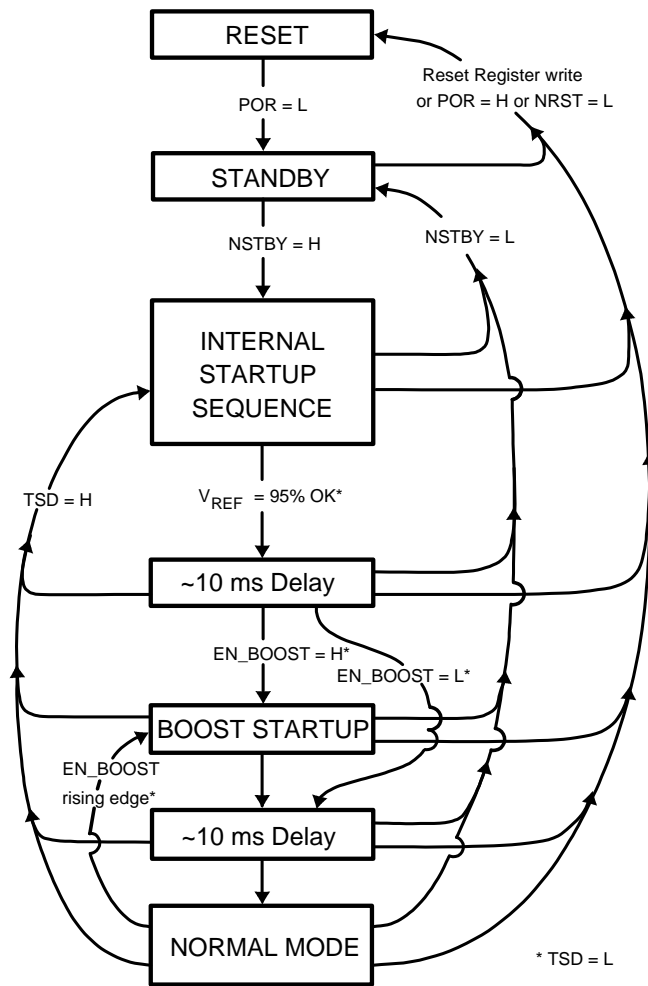 RESET
Reset Register write
or POR = H or NRST = L
POR = L
STANDBY
NSTBY = H
NSTBY = L
INTERNAL
STARTUP
SEQUENCE
TSD = H
VREF = 95% OK*
~10 ms Delay
EN_BOOST = H*
EN_BOOST = L*
BOOST STARTUP
EN_BOOST
rising edge*
~10 ms Delay
NORMAL MODE
* TSD = L